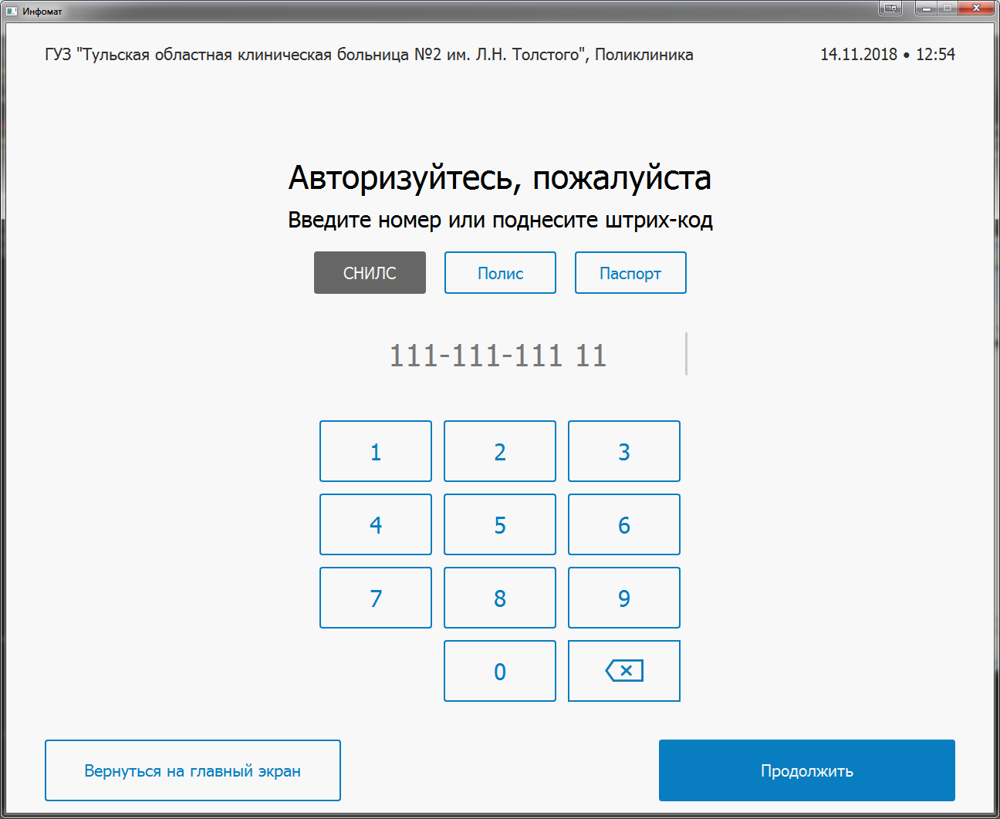 Инфомат
ГУЗ "Тульская областная клиническая больница №2 им. Л.Н. Толстого", Поликлиника
14.11.2018 • 12:54
Авторизуйтесь, пожалуйста
Введите номер или поднесите штрих-код
СНИЛС Полис Паспорт
111-111-111 11
1 2 3
4 5 6
7 8 9
0
Вернуться на главный экран
Продолжить